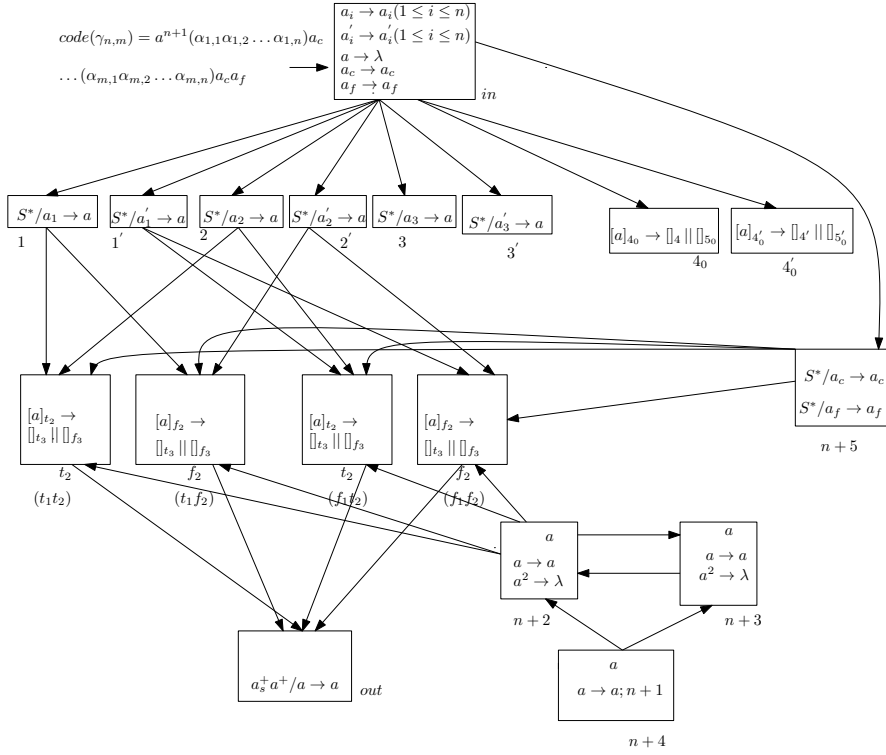 code(γ_{n,m}) = a^{n+1}(α_{1,1}α_{1,2} … α_{1,n})a_c
… (α_{m,1}α_{m,2} … α_{m,n})a_c a_f
a_i → a_i(1 ≤ i ≤ n)
a_i^' → a_i^'(1 ≤ i ≤ n)
a → λ
a_c → a_c
a_f → a_f
in
S^*/a_1 → a
S^*/a_1^' → a
S^*/a_2 → a
S^*/a_2^' → a
S^*/a_3 → a
S^*/a_3^' → a
[a]_{4_0} → []_4 || []_{5_0}
[a]_{4_0^'} → []_{4'} || []_{5_0^'}
1
1^'
2
2^'
3
3^'
4_0
4_0^'
[a]_{t_2} →
[]_{t_3} || []_{f_3}
t_2
(t_1t_2)
[a]_{f_2} →
[]_{t_3} || []_{f_3}
f_2
(t_1f_2)
[a]_{t_2} →
[]_{t_3} || []_{f_3}
t_2
(f_1t_2)
[a]_{f_2} →
[]_{t_3} || []_{f_3}
f_2
(f_1f_2)
S^*/a_c → a_c
S^*/a_f → a_f
n + 5
a
a → a
a^2 → λ
n + 2
a
a → a
a^2 → λ
n + 3
a_s^+a^+/a → a
out
a
a → a; n + 1
n + 4